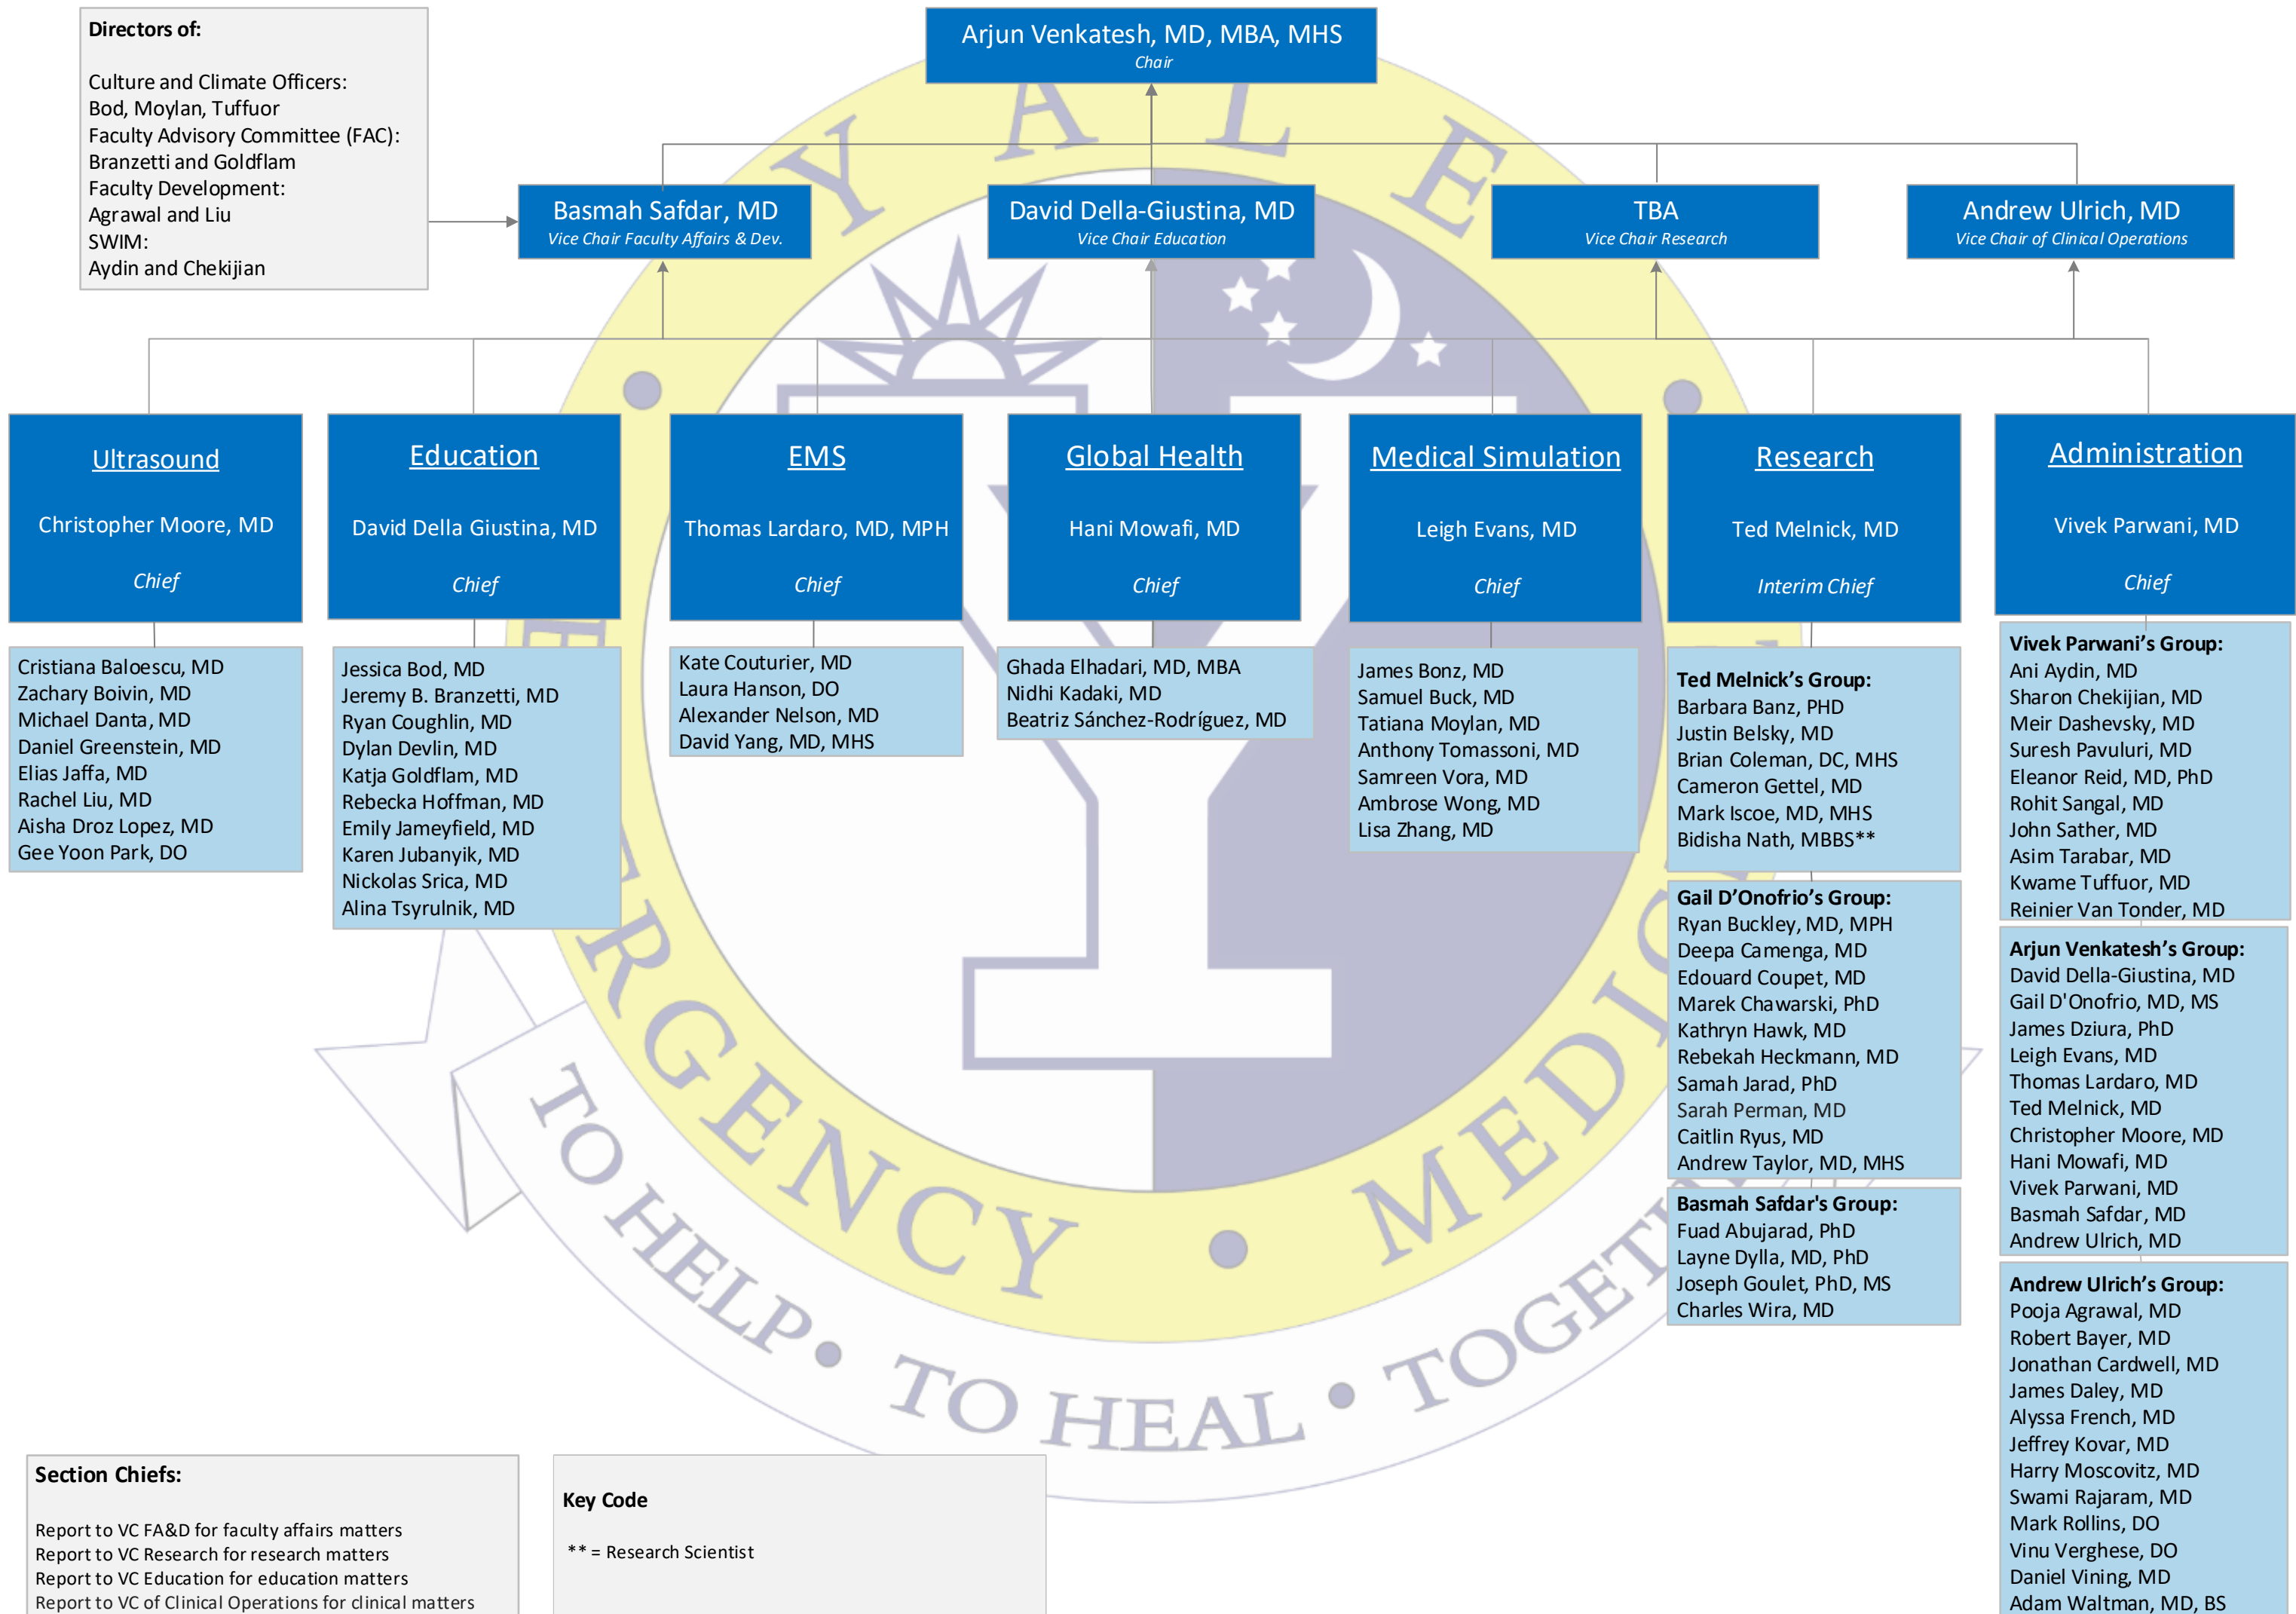 Directors of:
Culture and Climate Officers:
Bod, Moylan, Tuffuor
Faculty Advisory Committee (FAC):
Branzetti and Goldflam
Faculty Development:
Agrawal and Liu
SWIM:
Aydin and Chekijian
Arjun Venkatesh, MD, MBA, MHS
Chair
Basmah Safdar, MD
Vice Chair Faculty Affairs & Dev.
David Della-Giustina, MD
Vice Chair Education
TBA
Vice Chair Research
Andrew Ulrich, MD
Vice Chair of Clinical Operations
Ultrasound
Christopher Moore, MD
Chief
Cristiana Baloescu, MD
Zachary Boivin, MD
Michael Danta, MD
Daniel Greenstein, MD
Elias Jaffa, MD
Rachel Liu, MD
Aisha Droz Lopez, MD
Gee Yoon Park, DO
Education
David Della Giustina, MD
Chief
Jessica Bod, MD
Jeremy B. Branzetti, MD
Ryan Coughlin, MD
Dylan Devlin, MD
Katja Goldflam, MD
Rebecka Hoffman, MD
Emily Jameyfield, MD
Karen Jubanyik, MD
Nickolas Srica, MD
Alina Tsyrulnik, MD
EMS
Thomas Lardaro, MD, MPH
Chief
Kate Couturier, MD
Laura Hanson, DO
Alexander Nelson, MD
David Yang, MD, MHS
Global Health
Hani Mowafi, MD
Chief
Ghada Elhadari, MD, MBA
Nidhi Kadaki, MD
Beatriz Sánchez-Rodríguez, MD
Medical Simulation
Leigh Evans, MD
Chief
James Bonz, MD
Samuel Buck, MD
Tatiana Moylan, MD
Anthony Tomassoni, MD
Samreen Vora, MD
Ambrose Wong, MD
Lisa Zhang, MD
Research
Ted Melnick, MD
Interim Chief
Ted Melnick’s Group:
Barbara Banz, PHD
Justin Belsky, MD
Brian Coleman, DC, MHS
Cameron Gettel, MD
Mark Iscoe, MD, MHS
Bidisha Nath, MBBS**
Gail D’Onofrio’s Group:
Ryan Buckley, MD, MPH
Deepa Camenga, MD
Edouard Coupet, MD
Marek Chawarski, PhD
Kathryn Hawk, MD
Rebekah Heckmann, MD
Samah Jarad, PhD
Sarah Perman, MD
Caitlin Ryus, MD
Andrew Taylor, MD, MHS
Basmah Safdar's Group:
Fuad Abujarad, PhD
Layne Dylla, MD, PhD
Joseph Goulet, PhD, MS
Charles Wira, MD
Administration
Vivek Parwani, MD
Chief
Vivek Parwani’s Group:
Ani Aydin, MD
Sharon Chekijian, MD
Meir Dashevsky, MD
Suresh Pavuluri, MD
Eleanor Reid, MD, PhD
Rohit Sangal, MD
John Sather, MD
Asim Tarabar, MD
Kwame Tuffuor, MD
Reinier Van Tonder, MD
Arjun Venkatesh’s Group:
David Della-Giustina, MD
Gail D'Onofrio, MD, MS
James Dziura, PhD
Leigh Evans, MD
Thomas Lardaro, MD
Ted Melnick, MD
Christopher Moore, MD
Hani Mowafi, MD
Vivek Parwani, MD
Basmah Safdar, MD
Andrew Ulrich, MD
Andrew Ulrich’s Group:
Pooja Agrawal, MD
Robert Bayer, MD
Jonathan Cardwell, MD
James Daley, MD
Alyssa French, MD
Jeffrey Kovar, MD
Harry Moscovitz, MD
Swami Rajaram, MD
Mark Rollins, DO
Vinu Verghese, DO
Daniel Vining, MD
Adam Waltman, MD, BS
Section Chiefs:
Report to VC FA&D for faculty affairs matters
Report to VC Research for research matters
Report to VC Education for education matters
Report to VC of Clinical Operations for clinical matters
Key Code
** = Research Scientist
YALE
TO HELP • TO HEAL •